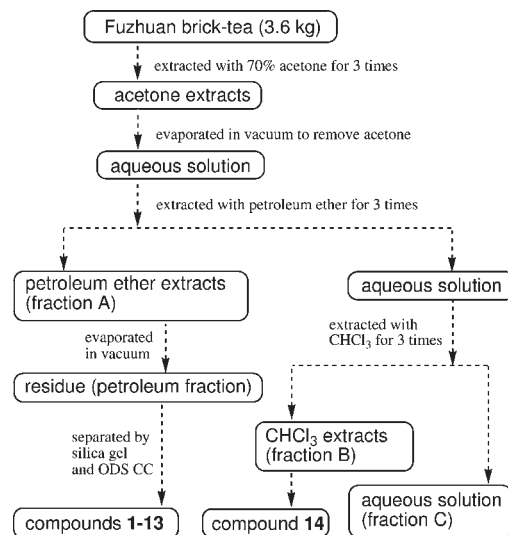 Fuzhuan brick-tea (3.6 kg)
extracted with 70% acetone for 3 times
acetone extracts
evaporated in vacuum to remove acetone
aqueous solution
extracted with petroleum ether for 3 times
petroleum ether extracts
(fraction A)
aqueous solution
evaporated
in vacuum
extracted with
CHCl₃ for 3 times
residue (petroleum fraction)
separated by
silica gel
and ODS CC
CHCl₃ extracts
(fraction B)
aqueous solution
(fraction C)
compounds 1-13
compound 14